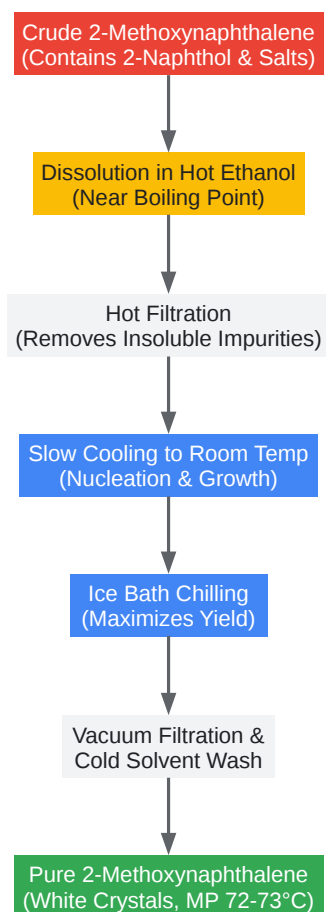 Crude 2-Methoxynaphthalene
(Contains 2-Naphthol & Salts)
Dissolution in Hot Ethanol
(Near Boiling Point)
Hot Filtration
(Removes Insoluble Impurities)
Slow Cooling to Room Temp
(Nucleation & Growth)
Ice Bath Chilling
(Maximizes Yield)
Vacuum Filtration &
Cold Solvent Wash
Pure 2-Methoxynaphthalene
(White Crystals, MP 72-73°C)